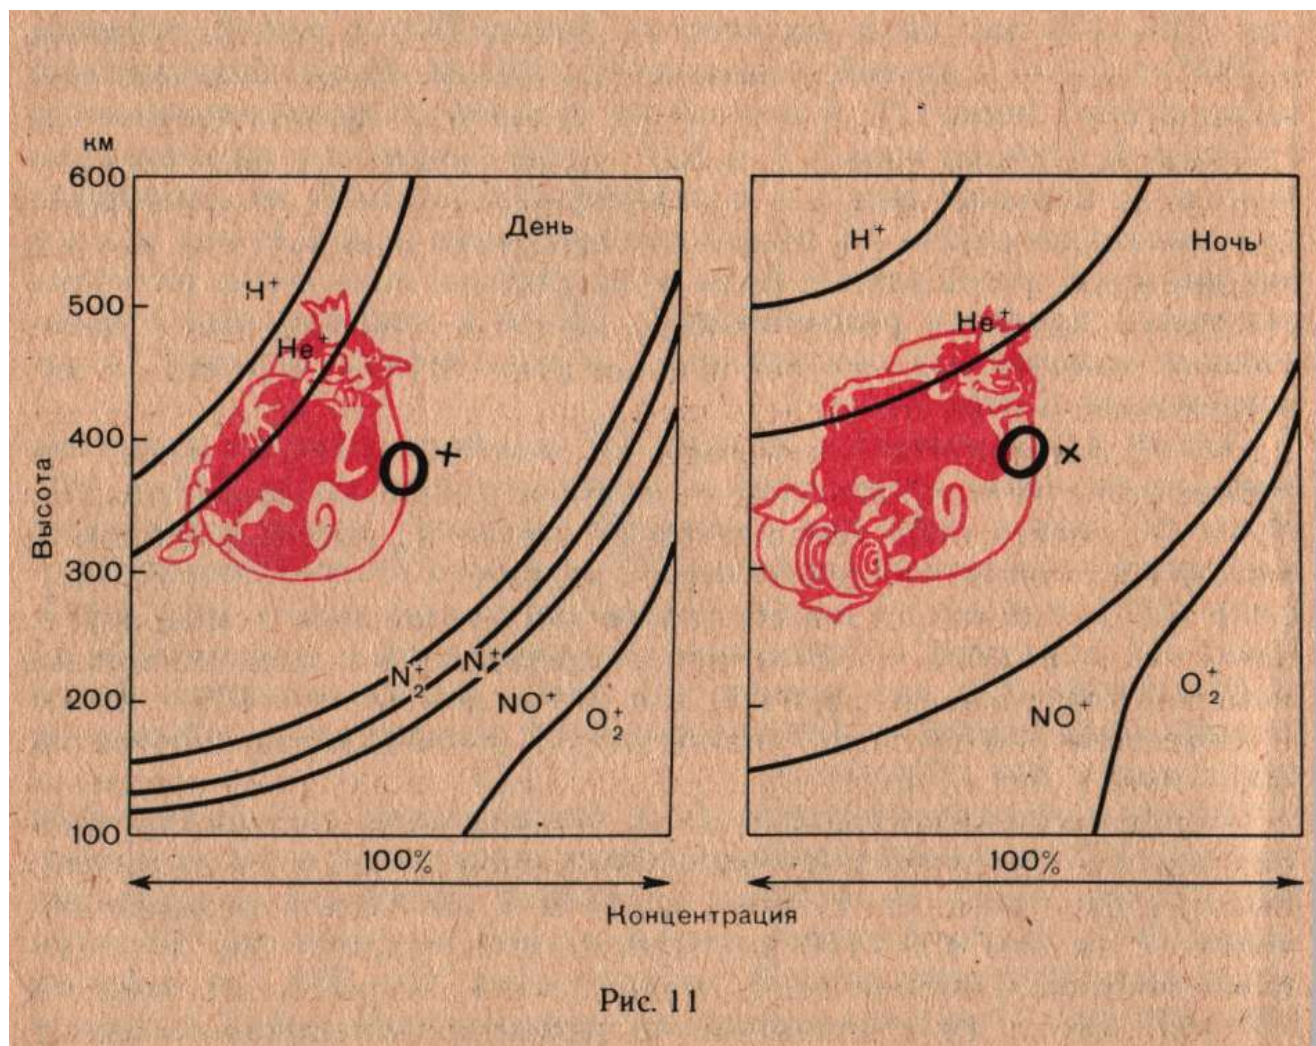 км
600
500
400
300
200
100
Высота
День
H⁺
He⁺
O⁺
N₂⁺
N⁺
NO⁺
O₂⁺
100%
Ночь
H⁺
He⁺
O⁺
NO⁺
O₂⁺
100%
Концентрация
Рис. 11